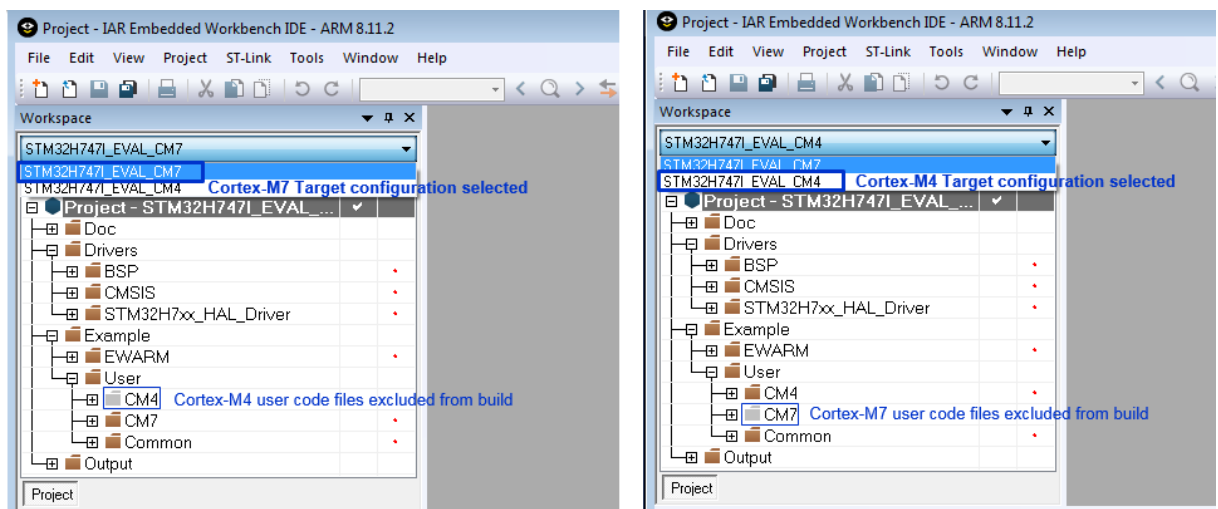 Project - IAR Embedded Workbench IDE - ARM 8.11.2
File Edit View Project ST-Link Tools Window Help
Workspace
STM32H747I_EVAL_CM7
STM32H747I_EVAL_CM7
STM32H747I_EVAL_CM4 Cortex-M7 Target configuration selected
Project - STM32H747I_EVAL_...
Doc
Drivers
BSP
CMSIS
STM32H7xx_HAL_Driver
Example
EWARM
User
CM4 Cortex-M4 user code files excluded from build
CM7
Common
Output
Project
Project - IAR Embedded Workbench IDE - ARM 8.11.2
File Edit View Project ST-Link Tools Window Help
Workspace
STM32H747I_EVAL_CM4
STM32H747I_EVAL_CM7
STM32H747I_EVAL_CM4 Cortex-M4 Target configuration selected
Project - STM32H747I_EVAL_...
Doc
Drivers
BSP
CMSIS
STM32H7xx_HAL_Driver
Example
EWARM
User
CM4
CM7 Cortex-M7 user code files excluded from build
Common
Output
Project